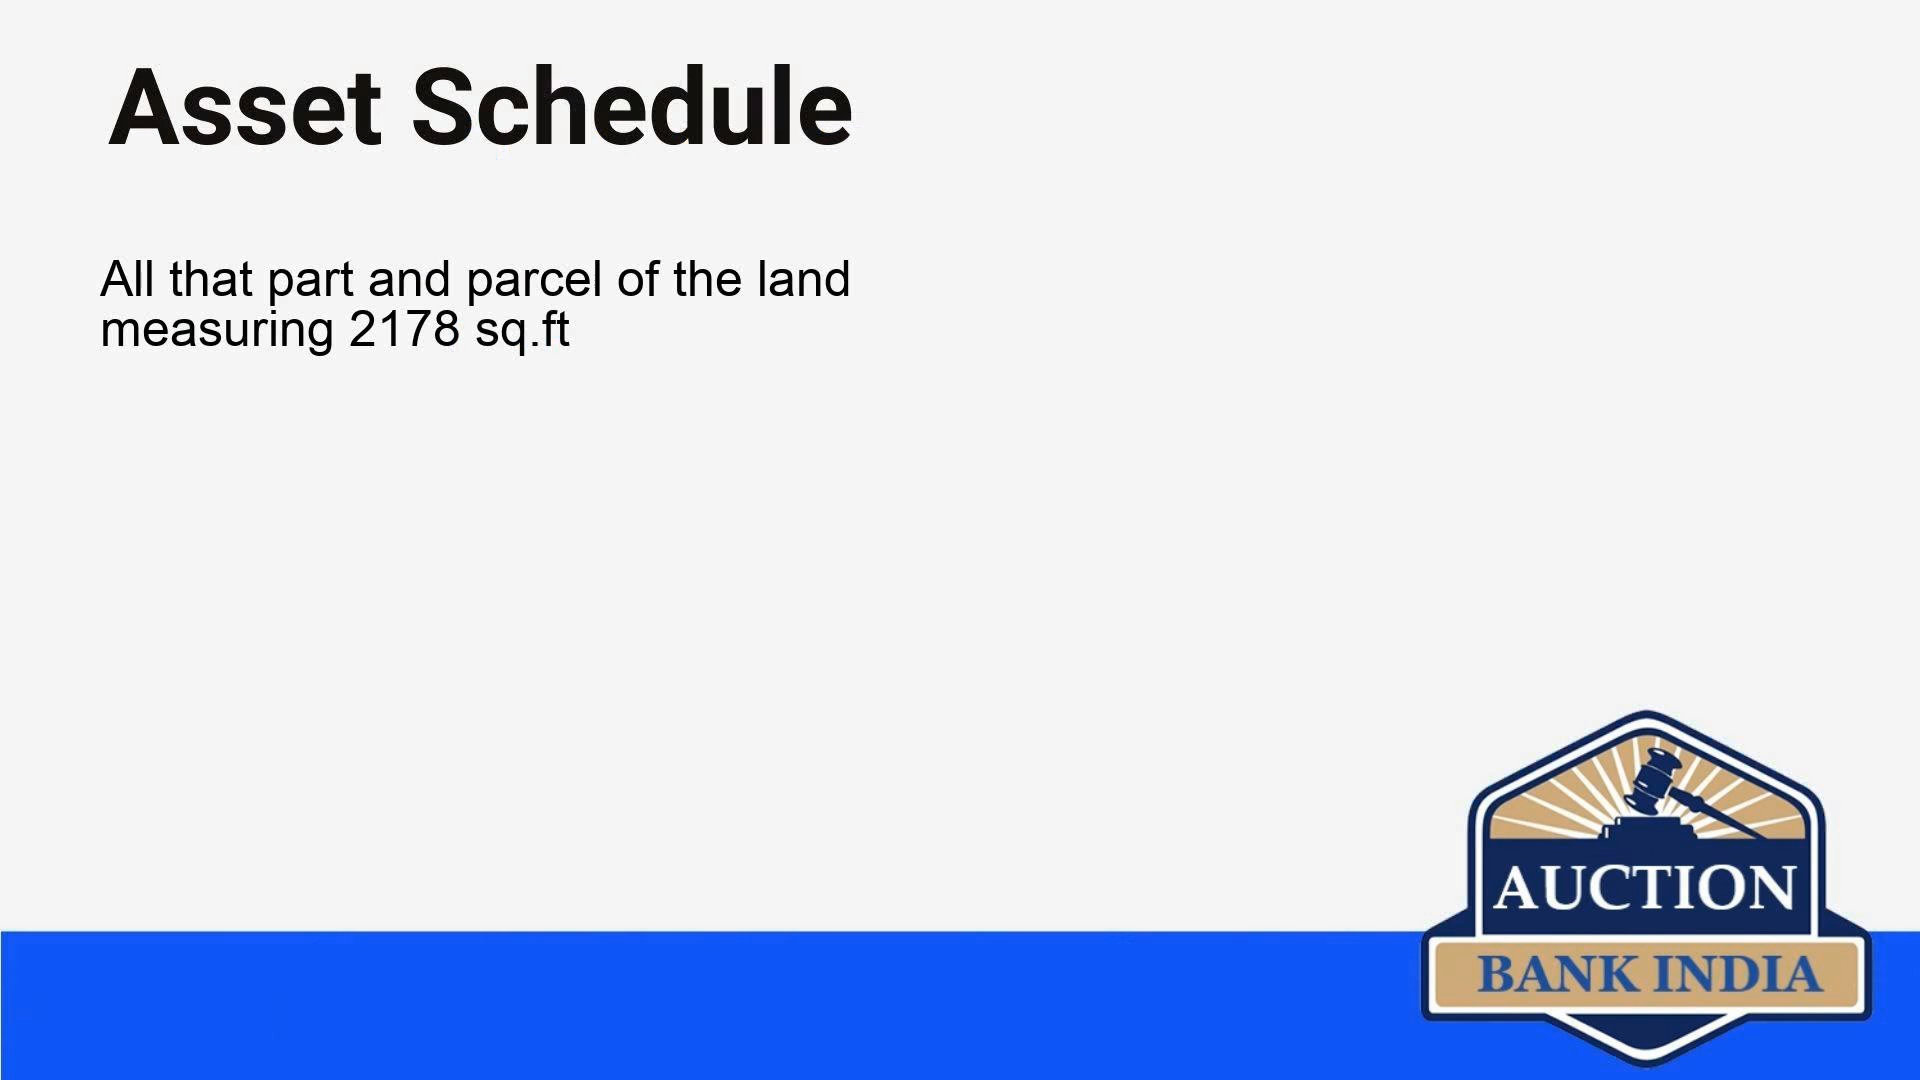 Asset Schedule
All that part and parcel of the land
measuring 2178 sq.ft
AUCTION
BANK INDIA